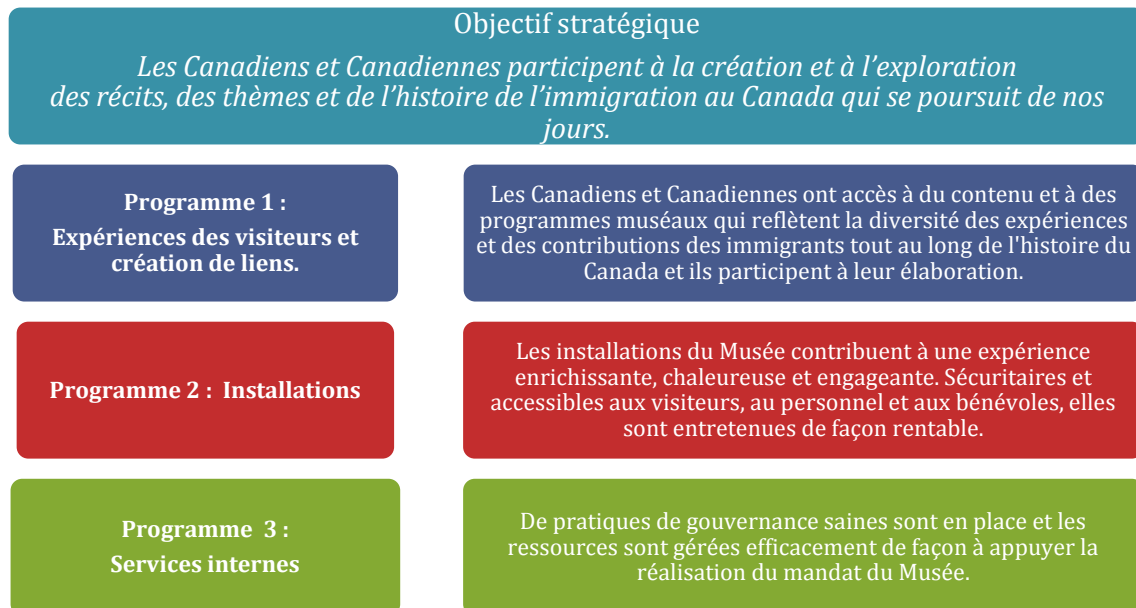 Objectif stratégique
Les Canadiens et Canadiennes participent à la création et à l’exploration
des récits, des thèmes et de l’histoire de l’immigration au Canada qui se poursuit de nos
jours.
Programme 1 :
Expériences des visiteurs et
création de liens.
Les Canadiens et Canadiennes ont accès à du contenu et à des
programmes muséaux qui reflètent la diversité des expériences
et des contributions des immigrants tout au long de l'histoire du
Canada et ils participent à leur élaboration.
Programme 2 : Installations
Les installations du Musée contribuent à une expérience
enrichissante, chaleureuse et engageante. Sécuritaires et
accessibles aux visiteurs, au personnel et aux bénévoles, elles
sont entretenues de façon rentable.
Programme 3 :
Services internes
De pratiques de gouvernance saines sont en place et les
ressources sont gérées efficacement de façon à appuyer la
réalisation du mandat du Musée.